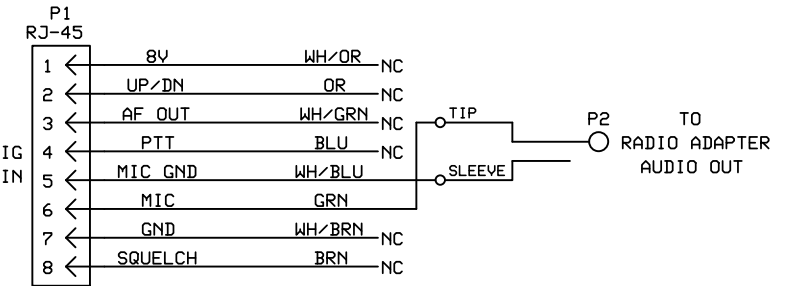 P1
RJ-45
1 8V WH/OR NC
2 UP/DN OR NC
3 AF OUT WH/GRN NC
TIP
P2
TO
RADIO ADAPTER
AUDIO OUT
IG
IN
4 PTT BLU NC
5 MIC GND WH/BLU SLEEVE
6 MIC GRN
7 GND WH/BRN NC
8 SQUELCH BRN NC